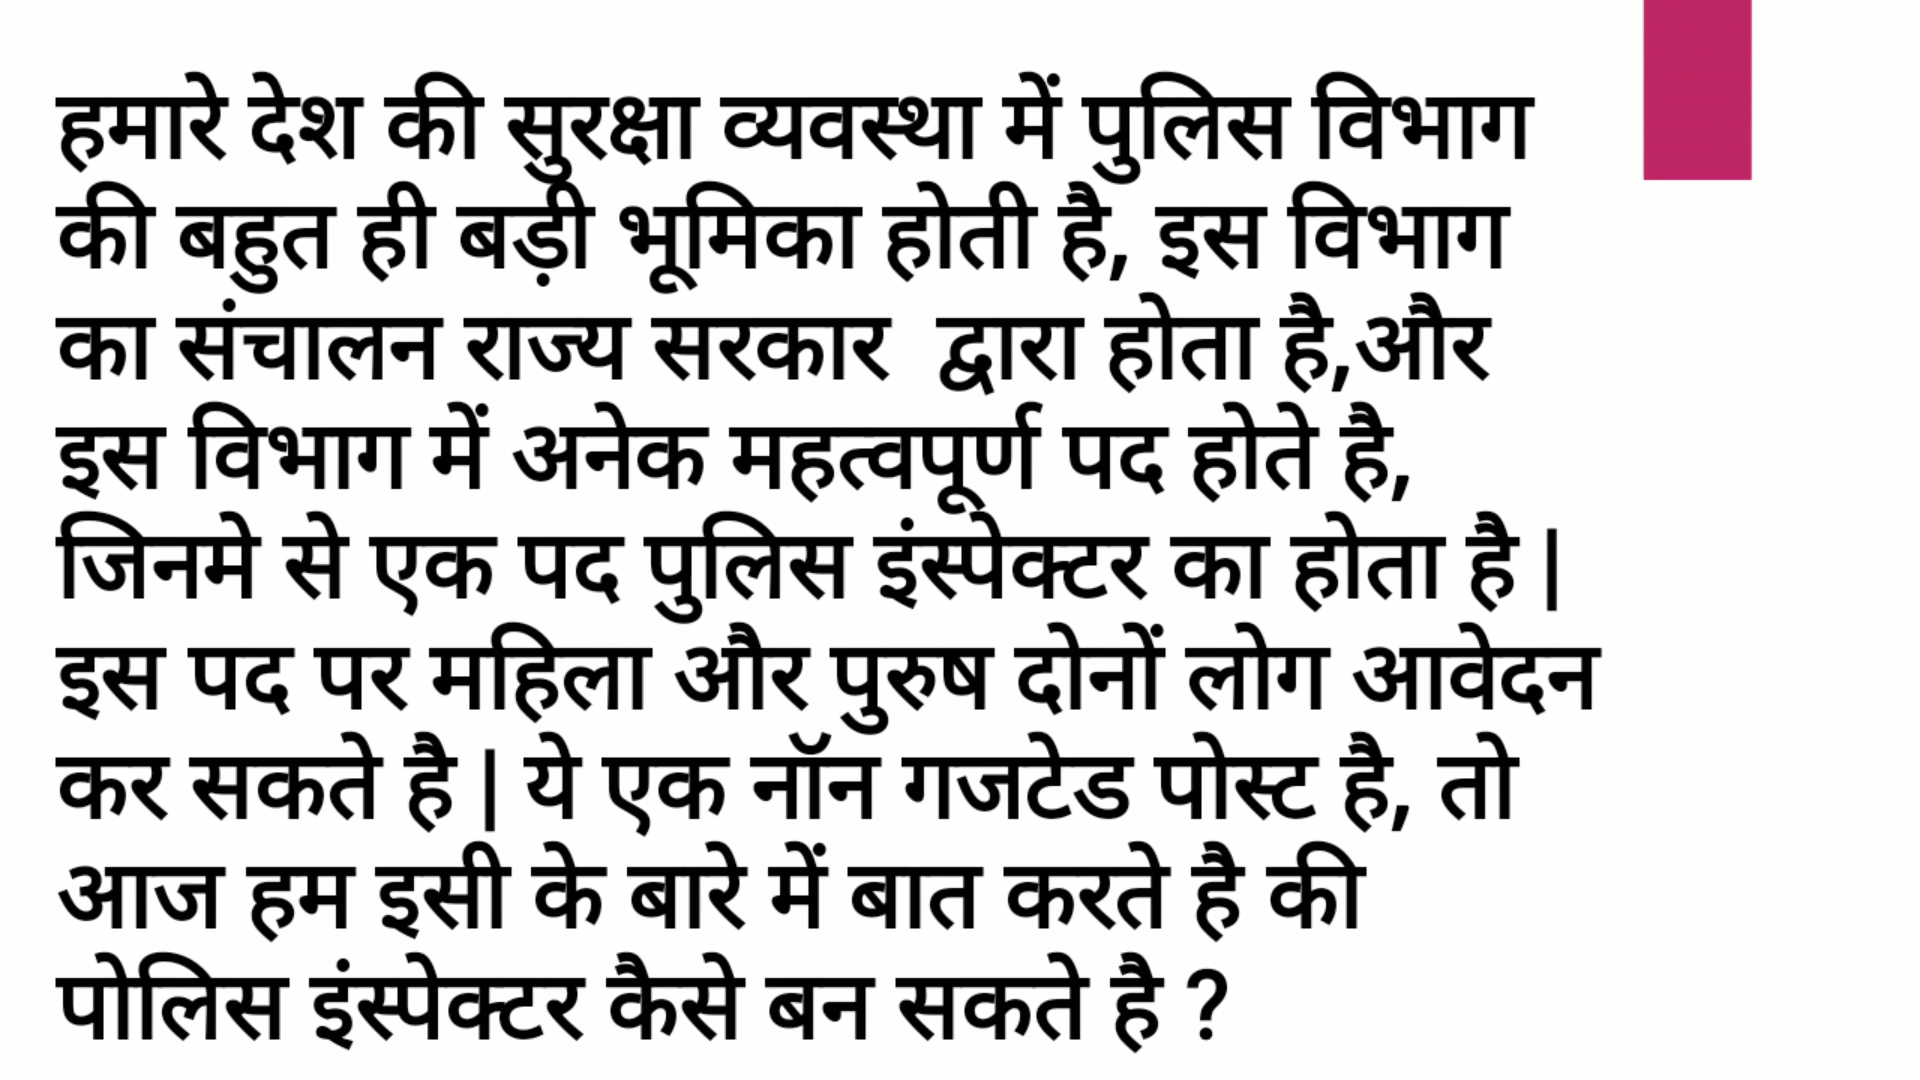 हमारे देश की सुरक्षा व्यवस्था में पुलिस विभाग
की बहुत ही बड़ी भूमिका होती है, इस विभाग
का संचालन राज्य सरकार  द्वारा होता है,और
इस विभाग में अनेक महत्वपूर्ण पद होते है,
जिनमे से एक पद पुलिस इंस्पेक्टर का होता है |
इस पद पर महिला और पुरुष दोनों लोग आवेदन
कर सकते है | ये एक नॉन गजटेड पोस्ट है, तो
आज हम इसी के बारे में बात करते है की
पोलिस इंस्पेक्टर कैसे बन सकते है ?